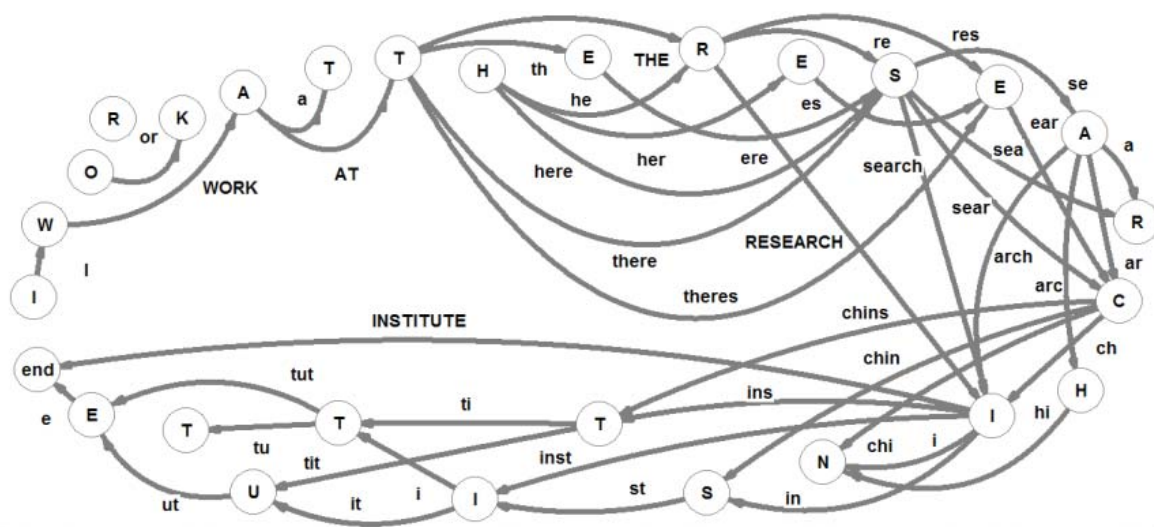 I
W
O
R
K
A
T
T
H
E
R
E
S
E
A
R
C
H
I
N
S
T
I
T
U
T
E
end
I
or
WORK
a
AT
th
THE
he
her
here
ere
there
theres
re
res
es
se
sea
sear
search
RESEARCH
ear
a
ar
arc
arch
ch
chi
chin
chins
hi
i
in
ins
inst
INSTITUTE
st
ti
tit
i
it
tu
tut
ut
e